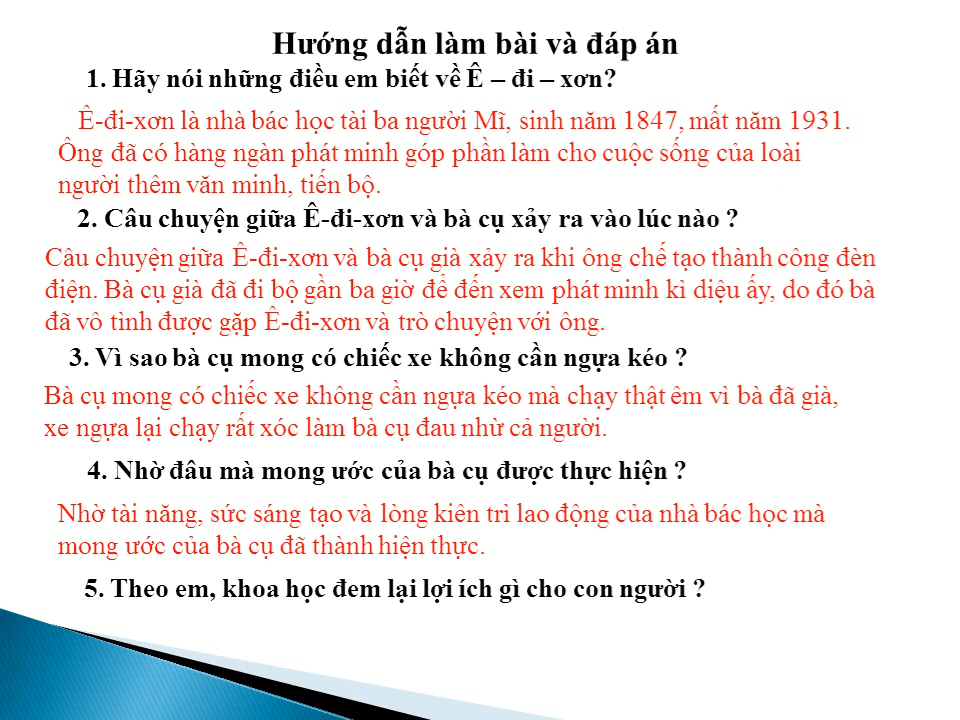 Hướng dẫn làm bài và đáp án
1. Hãy nói những điều em biết về Ê – đi – xơn?
Ê-đi-xơn là nhà bác học tài ba người Mĩ, sinh năm 1847, mất năm 1931.
Ông đã có hàng ngàn phát minh góp phần làm cho cuộc sống của loài
người thêm văn minh, tiến bộ.
2. Câu chuyện giữa Ê-đi-xơn và bà cụ xảy ra vào lúc nào ?
Câu chuyện giữa Ê-đi-xơn và bà cụ già xảy ra khi ông chế tạo thành công đèn
điện. Bà cụ già đã đi bộ gần ba giờ để đến xem phát minh kì diệu ấy, do đó bà
đã vô tình được gặp Ê-đi-xơn và trò chuyện với ông.
3. Vì sao bà cụ mong có chiếc xe không cần ngựa kéo ?
Bà cụ mong có chiếc xe không cần ngựa kéo mà chạy thật êm vì bà đã già,
xe ngựa lại chạy rất xóc làm bà cụ đau nhừ cả người.
4. Nhờ đâu mà mong ước của bà cụ được thực hiện ?
Nhờ tài năng, sức sáng tạo và lòng kiên trì lao động của nhà bác học mà
mong ước của bà cụ đã thành hiện thực.
5. Theo em, khoa học đem lại lợi ích gì cho con người ?